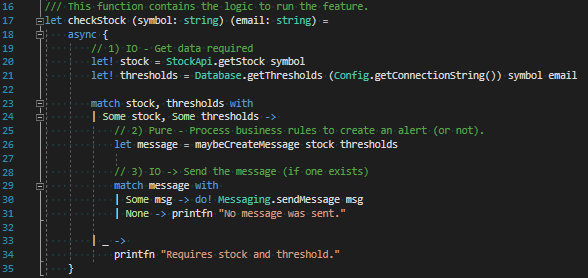 16 /// This function contains the logic to run the feature.
17 let checkStock (symbol: string) (email: string) =
18     async {
19         // 1) IO - Get data required
20         let! stock = StockApi.getStock symbol
21         let! thresholds = Database.getThresholds (Config.getConnectionString()) symbol email
22
23         match stock, thresholds with
24         | Some stock, Some thresholds ->
25             // 2) Pure - Process business rules to create an alert (or not).
26             let message = maybeCreateMessage stock thresholds
27
28             // 3) IO -> Send the message (if one exists)
29             match message with
30             | Some msg -> do! Messaging.sendMessage msg
31             | None -> printfn "No message was sent."
32
33         | _ ->
34             printfn "Requires stock and threshold."
35     }